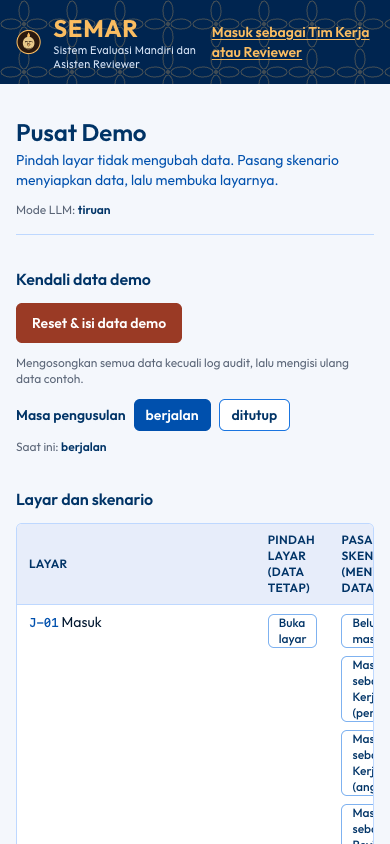 SEMAR
Sistem Evaluasi Mandiri dan
Asisten Reviewer
Masuk sebagai Tim Kerja
atau Reviewer
Pusat Demo
Pindah layar tidak mengubah data. Pasang skenario
menyiapkan data, lalu membuka layarnya.
Mode LLM: tiruan
Kendali data demo
Reset & isi data demo
Mengosongkan semua data kecuali log audit, lalu mengisi ulang
data contoh.
Masa pengusulan
berjalan
ditutup
Saat ini: berjalan
Layar dan skenario
LAYAR
PINDAH
LAYAR
(DATA
TETAP)
J-01 Masuk
Buka
layar